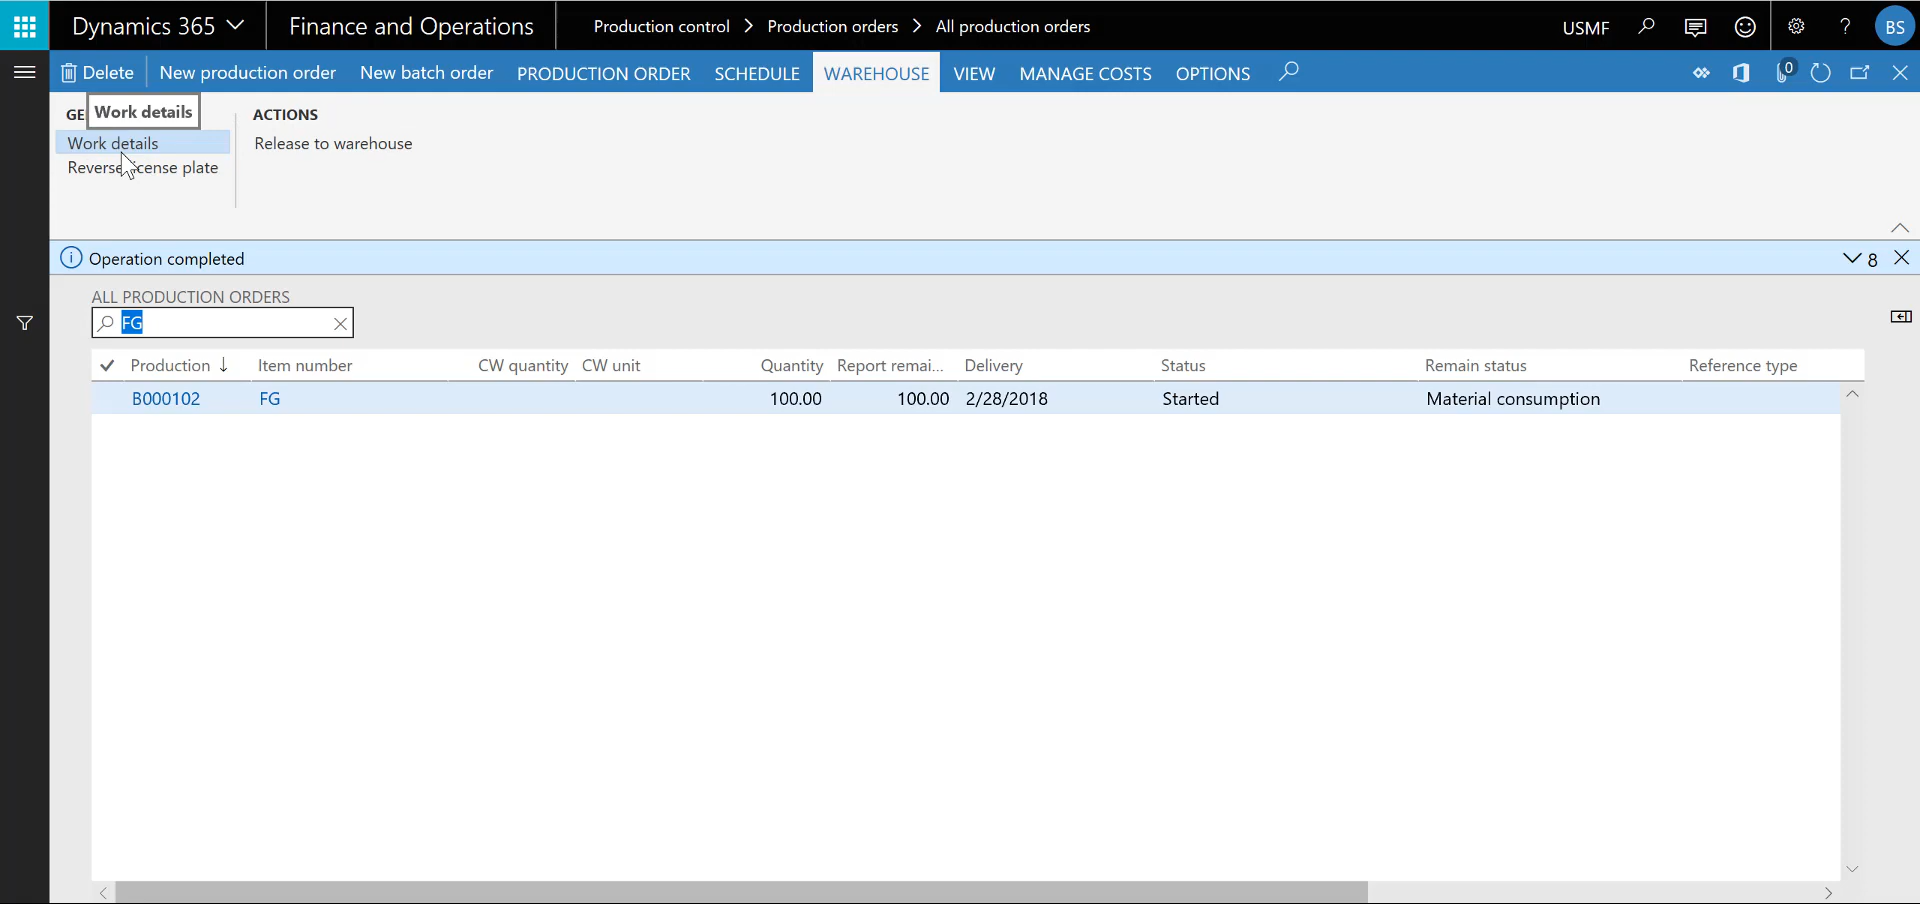 Dynamics 365 Finance and Operations Production control Production orders All production orders USMF ? BS
Delete New production order New batch order PRODUCTION ORDER SCHEDULE WAREHOUSE VIEW MANAGE COSTS OPTIONS 0
GE Work details ACTIONS
Work details Release to warehouse
Reverse license plate
Operation completed 8
ALL PRODUCTION ORDERS
FG
Production Item number CW quantity CW unit Quantity Report remai... Delivery Status Remain status Reference type
B000102 FG 100.00 100.00 2/28/2018 Started Material consumption